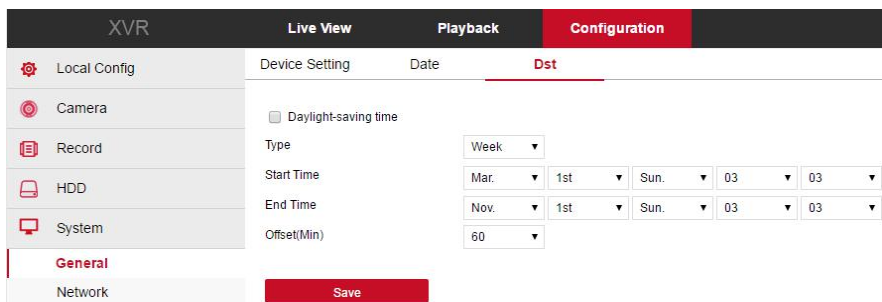 XVR Live View Playback Configuration
Local Config Device Setting Date Dst
Camera Daylight-saving time
Record Type Week
HDD Start Time Mar. 1st Sun. 03 03
End Time Nov. 1st Sun. 03 03
System Offset(Min) 60
General
Network Save